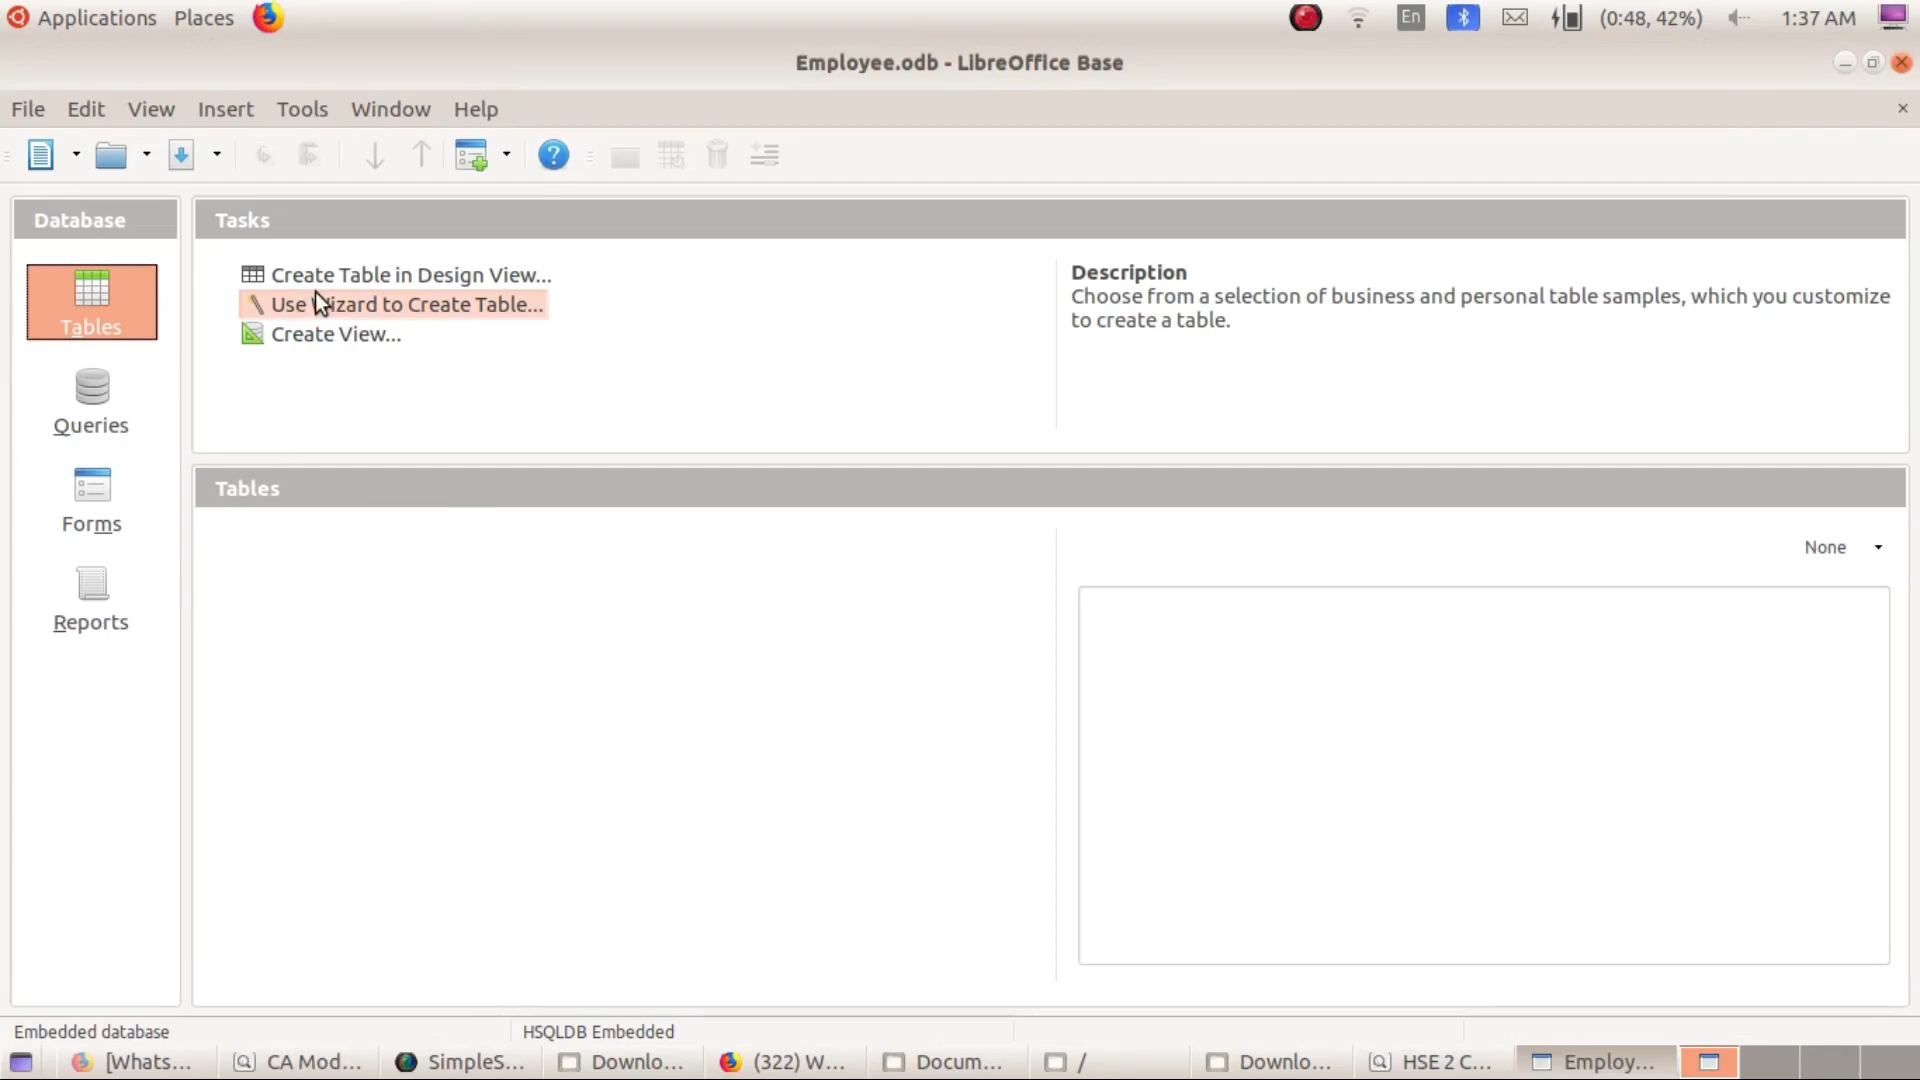 Applications Places En (0:48, 42%) 1:37 AM
Employee.odb - LibreOffice Base
File Edit View Insert Tools Window Help
Database
Tables
Queries
Forms
Reports
Tasks
Create Table in Design View...
Use Wizard to Create Table...
Create View...
Description
Choose from a selection of business and personal table samples, which you customize
to create a table.
Tables
None
Embedded database HSQLDB Embedded
[Whats... CA Mod... SimpleS... Downlo... (322) W... Docum... / Downlo... HSE 2 C... Employ...